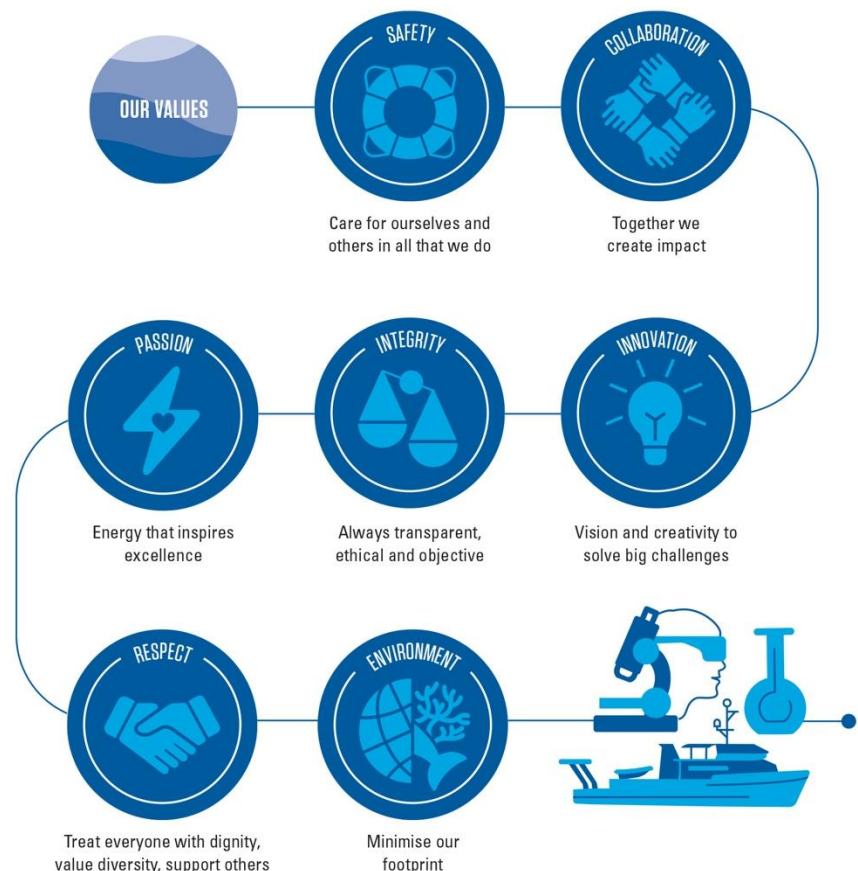 OUR VALUES
SAFETY
Care for ourselves and
others in all that we do
COLLABORATION
Together we
create impact
INNOVATION
Vision and creativity to
solve big challenges
INTEGRITY
Always transparent,
ethical and objective
PASSION
Energy that inspires
excellence
RESPECT
Treat everyone with dignity,
value diversity, support others
ENVIRONMENT
Minimise our
footprint